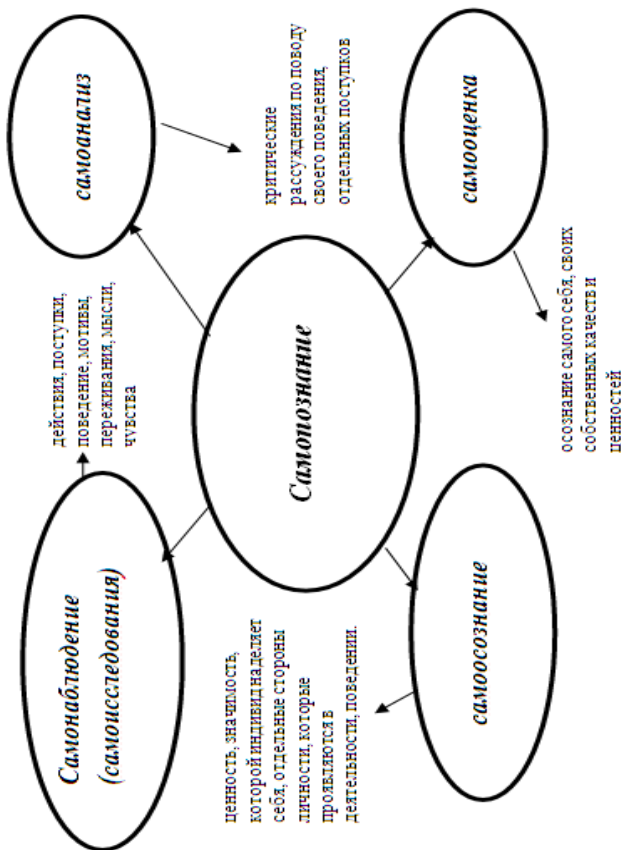 Самонаблюдение
(самоисследования)
действия, поступки,
поведение, мотивы,
переживания, мысли,
чувства
самоанализ
критические
рассуждения по поводу
своего поведения,
отдельных поступков
Самопознание
ценность, значимость,
которой индивид наделяет
себя, отдельные стороны
личности, которые
проявляются в
деятельности, поведении.
самоосознание
самооценка
осознание самого себя, своих
собственных качеств и
ценностей